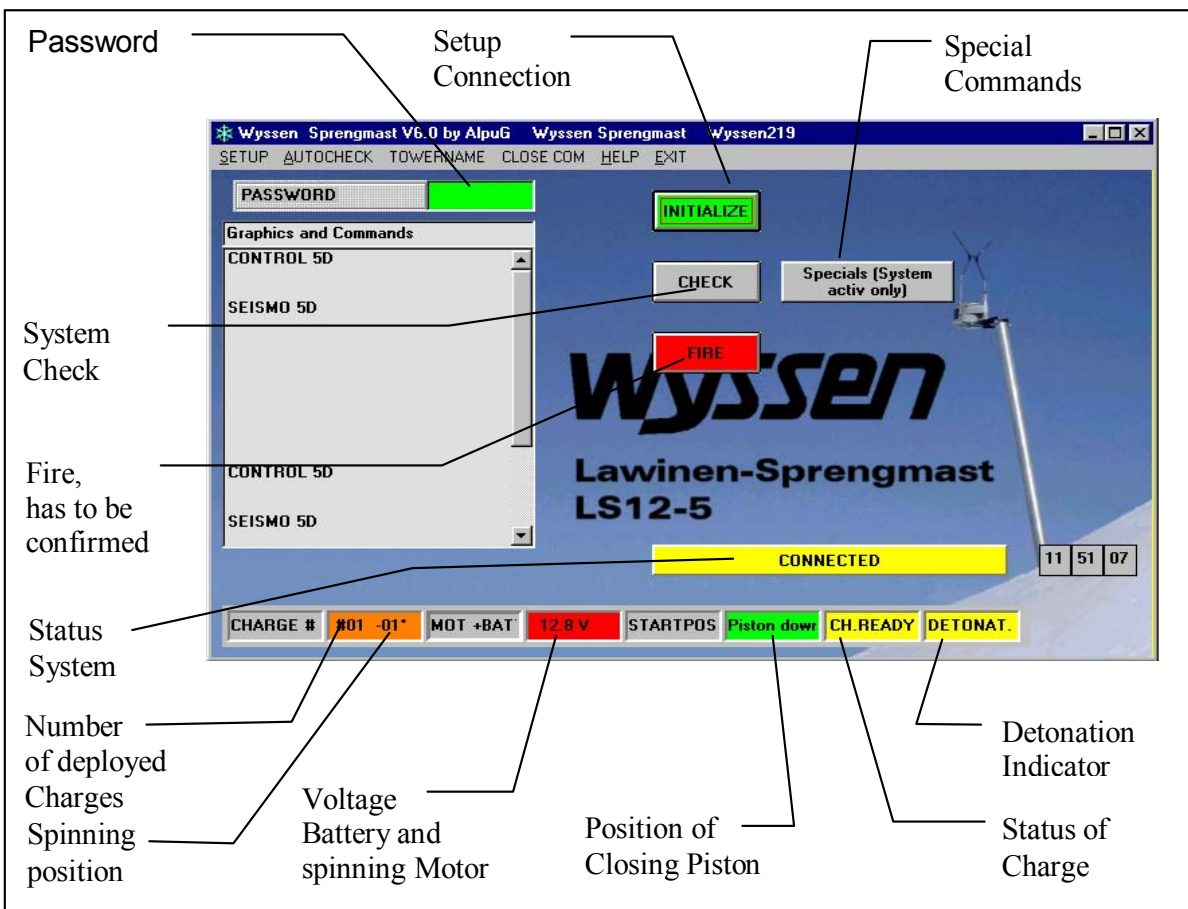 Password
Setup
Connection
Special
Commands
Wyssen Sprengmast V6.0 by AlpuG Wyssen Sprengmast Wyssen219
SETUP AUTOCHECK TOWERNAME CLOSE COM HELP EXIT
PASSWORD
INITIALIZE
Graphics and Commands
CONTROL 5D
CHECK
Specials (System
activ only)
SEISMO 5D
System
Check
FIRE
Wyssen
Lawinen-Sprengmast
LS12-5
Fire,
has to be
confirmed
CONTROL 5D
SEISMO 5D
CONNECTED
11 51 07
CHARGE # #01 -01° MOT +BAT 12.8 V STARTPOS Piston dowr CH.READY DETONAT.
Status
System
Number
of deployed
Charges
Spinning
position
Voltage
Battery and
spinning Motor
Position of
Closing Piston
Detonation
Indicator
Status of
Charge